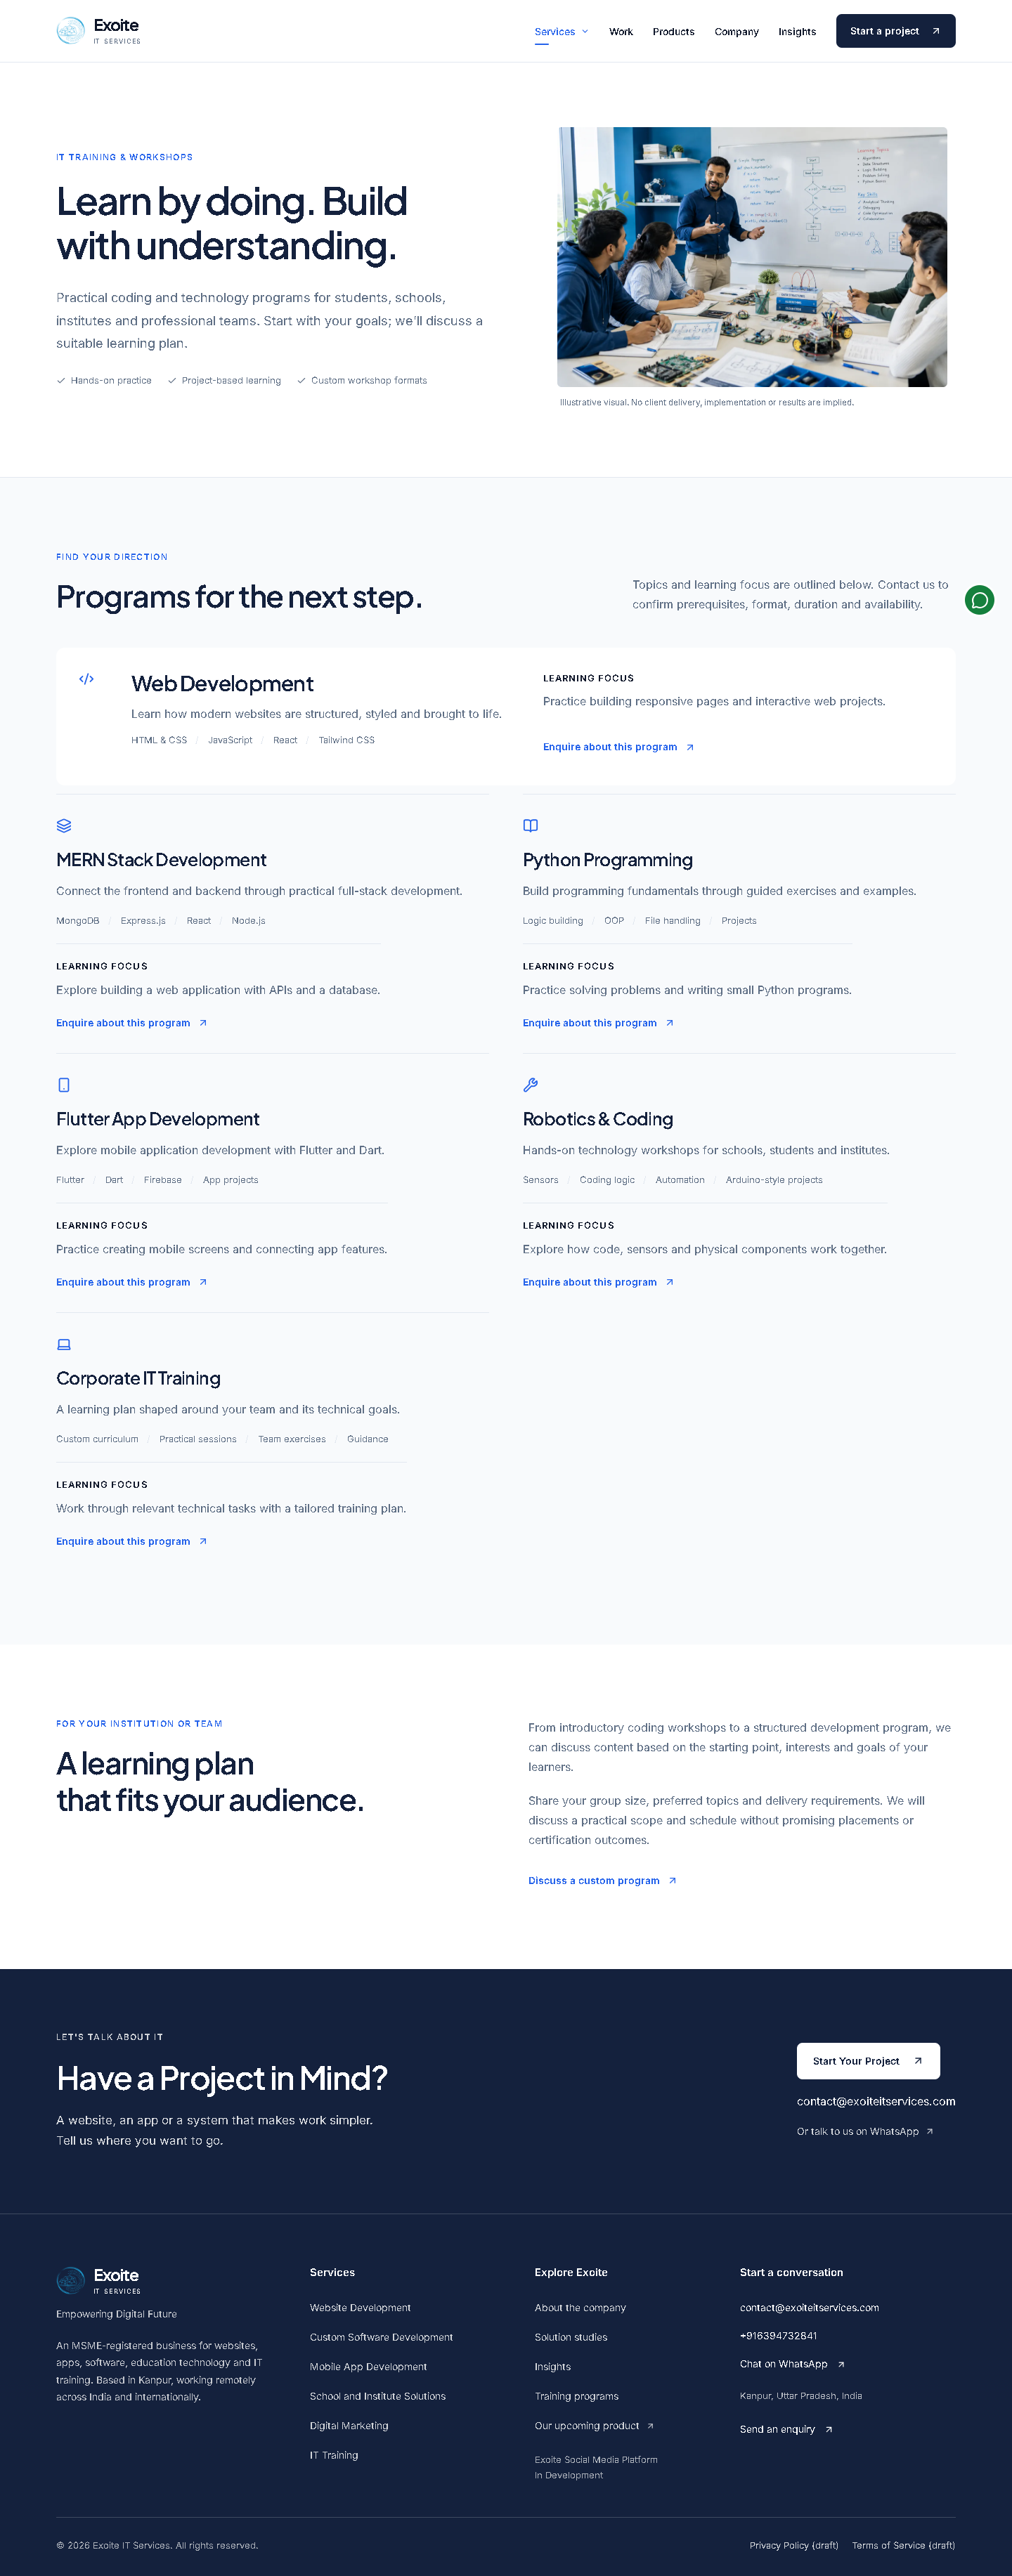 Exoite
IT SERVICES
Services
Work
Products
Company
Insights
Start a project
IT TRAINING & WORKSHOPS
Learn by doing. Build
with understanding.
Practical coding and technology programs for students, schools,
institutes and professional teams. Start with your goals; we'll discuss a
suitable learning plan.
Hands-on practice
Project-based learning
Custom workshop formats
Learning Topics
Illustrative visual. No client delivery, implementation or results are implied.
FIND YOUR DIRECTION
Programs for the next step.
Topics and learning focus are outlined below. Contact us to
confirm prerequisites, format, duration and availability.
Web Development
Learn how modern websites are structured, styled and brought to life.
HTML & CSS / JavaScript / React / Tailwind CSS
LEARNING FOCUS
Practice building responsive pages and interactive web projects.
Enquire about this program
MERN Stack Development
Connect the frontend and backend through practical full-stack development.
MongoDB / Express.js / React / Node.js
LEARNING FOCUS
Explore building a web application with APIs and a database.
Enquire about this program
Python Programming
Build programming fundamentals through guided exercises and examples.
Logic building / OOP / File handling / Projects
LEARNING FOCUS
Practice solving problems and writing small Python programs.
Enquire about this program
Flutter App Development
Explore mobile application development with Flutter and Dart.
Flutter / Dart / Firebase / App projects
LEARNING FOCUS
Practice creating mobile screens and connecting app features.
Enquire about this program
Robotics & Coding
Hands-on technology workshops for schools, students and institutes.
Sensors / Coding logic / Automation / Arduino-style projects
LEARNING FOCUS
Explore how code, sensors and physical components work together.
Enquire about this program
Corporate IT Training
A learning plan shaped around your team and its technical goals.
Custom curriculum / Practical sessions / Team exercises / Guidance
LEARNING FOCUS
Work through relevant technical tasks with a tailored training plan.
Enquire about this program
FOR YOUR INSTITUTION OR TEAM
A learning plan
that fits your audience.
From introductory coding workshops to a structured development program, we
can discuss content based on the starting point, interests and goals of your
learners.
Share your group size, preferred topics and delivery requirements. We will
discuss a practical scope and schedule without promising placements or
certification outcomes.
Discuss a custom program
LET'S TALK ABOUT IT
Have a Project in Mind?
A website, an app or a system that makes work simpler.
Tell us where you want to go.
Start Your Project
contact@exoiteitservices.com
Or talk to us on WhatsApp
Exoite
IT SERVICES
Empowering Digital Future
An MSME-registered business for websites,
apps, software, education technology and IT
training. Based in Kanpur, working remotely
across India and internationally.
Services
Website Development
Custom Software Development
Mobile App Development
School and Institute Solutions
Digital Marketing
IT Training
Explore Exoite
About the company
Solution studies
Insights
Training programs
Our upcoming product
Exoite Social Media Platform
In Development
Start a conversation
contact@exoiteitservices.com
+916394732841
Chat on WhatsApp
Kanpur, Uttar Pradesh, India
Send an enquiry
© 2026 Exoite IT Services. All rights reserved.
Privacy Policy (draft)
Terms of Service (draft)